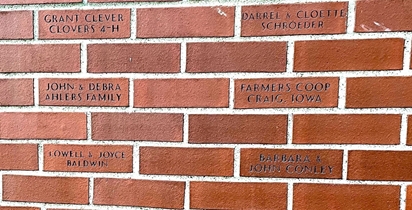 GRANT CLEVER
CLOVERS 4-H
DARREL & CLOETTE
SCHROEDER
JOHN & DEBRA
AHLERS FAMILY
FARMERS COOP
CRAIG, IOWA
LOWELL & JOYCE
BALDWIN
BARBARA &
JOHN CONLEY